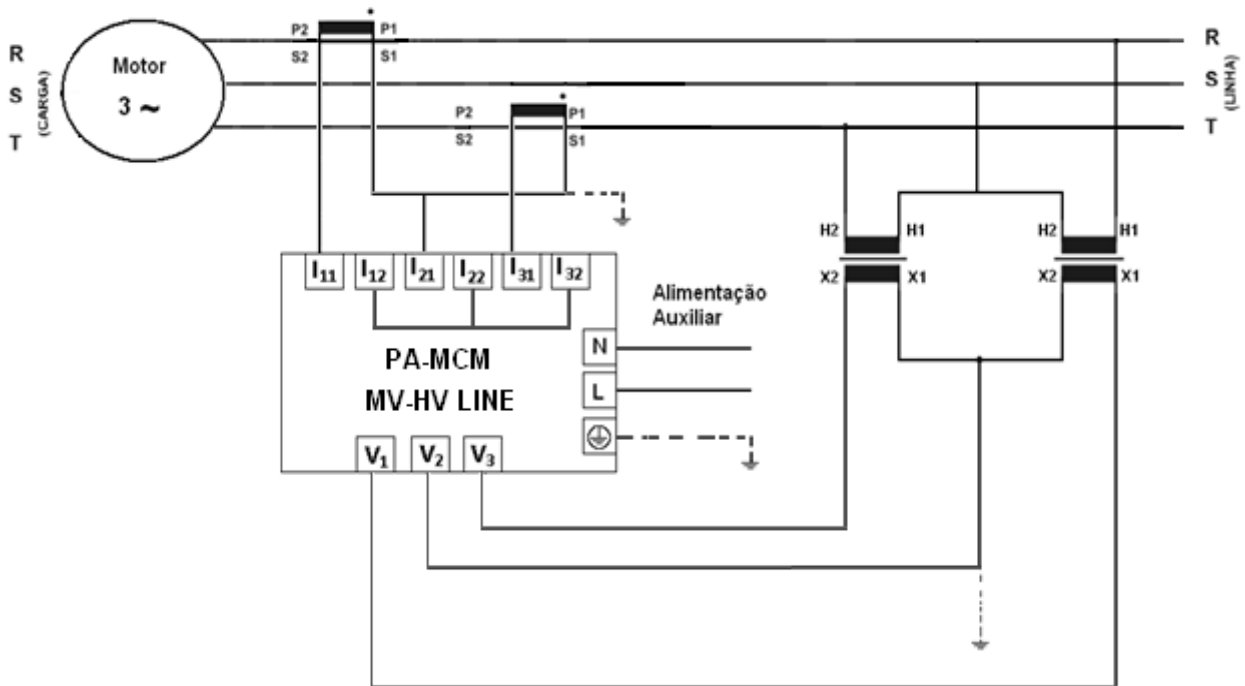 P2 P1
R R
S2 S1
Motor
S (CARGA) 3 ~ S (LINHA)
P2 P1
T T
S2 S1
H2 H1 H2 H1
I11 I12 I21 I22 I31 I32
X2 X1 X2 X1
Alimentação
Auxiliar
N
PA-MCM
L
MV-HV LINE
V1 V2 V3